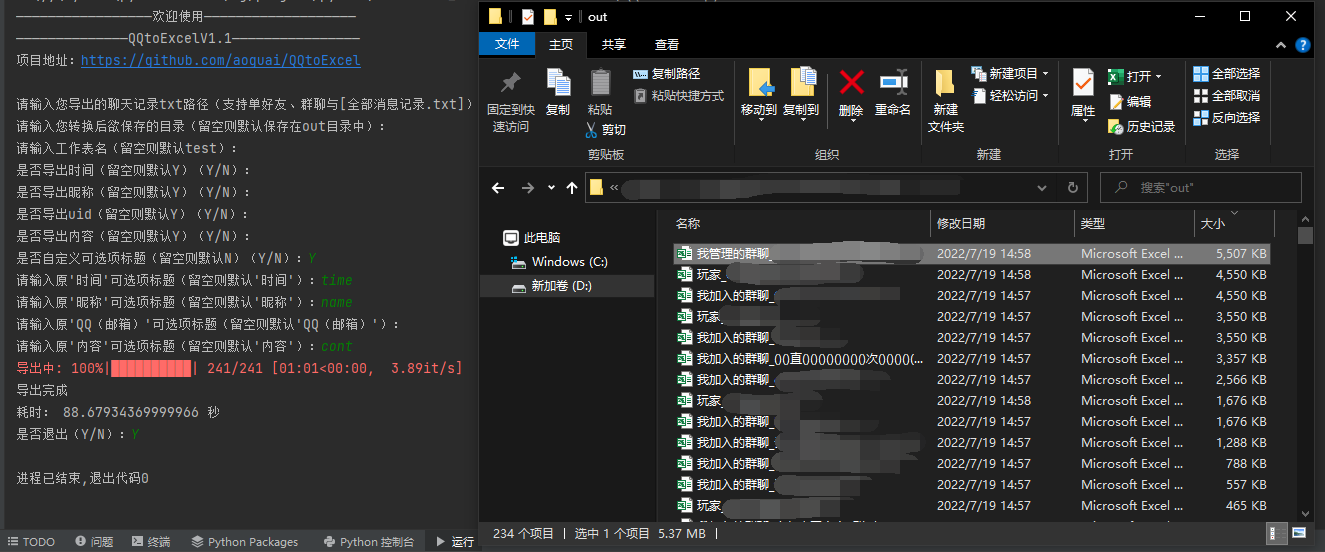 ————————————————欢迎使用——————————————————
—————————————QQtoExcelV1.1———————————————
项目地址：https://github.com/aoguai/QQtoExcel
请输入您导出的聊天记录txt路径（支持单好友、群聊与[全部消息记录.txt]）
请输入您转换后欲保存的目录（留空则默认保存在out目录中）：
请输入工作表名（留空则默认test）：
是否导出时间（留空则默认Y）（Y/N）：
是否导出昵称（留空则默认Y）（Y/N）：
是否导出uid（留空则默认Y）（Y/N）：
是否导出内容（留空则默认Y）（Y/N）：
是否自定义可选项标题（留空则默认N）（Y/N）：Y
请输入原'时间'可选项标题（留空则默认'时间'）：time
请输入原'昵称'可选项标题（留空则默认'昵称'）：name
请输入原'QQ（邮箱）'可选项标题（留空则默认'QQ（邮箱）'）：
请输入原'内容'可选项标题（留空则默认'内容'）：cont
导出中: 100%|██████████| 241/241 [01:01<00:00, 3.89it/s]
导出完成
耗时： 88.67934369999966 秒
是否退出（Y/N）：Y
进程已结束,退出代码0
TODO 问题 终端 Python Packages Python 控制台 运行
out
文件 主页 共享 查看
固定到快速访问 复制 粘贴 复制路径 粘贴快捷方式 剪切
移动到 复制到 删除 重命名
新建文件夹 新建项目 轻松访问
属性 打开 编辑 历史记录
全部选择 全部取消 反向选择
剪贴板 组织 新建 打开 选择
搜索"out"
此电脑
Windows (C:)
新加卷 (D:)
名称 修改日期 类型 大小
我管理的群聊_ 2022/7/19 14:58 Microsoft Excel ... 5,507 KB
玩家_ 2022/7/19 14:58 Microsoft Excel ... 4,550 KB
我加入的群聊_ 2022/7/19 14:57 Microsoft Excel ... 4,550 KB
玩家_ 2022/7/19 14:57 Microsoft Excel ... 3,550 KB
我加入的群聊_ 2022/7/19 14:57 Microsoft Excel ... 3,550 KB
我加入的群聊_00直00000000次0000(... 2022/7/19 14:57 Microsoft Excel ... 3,357 KB
我加入的群聊_ 2022/7/19 14:57 Microsoft Excel ... 2,566 KB
玩家_ 2022/7/19 14:58 Microsoft Excel ... 1,676 KB
我加入的群聊_ 2022/7/19 14:57 Microsoft Excel ... 1,676 KB
我加入的群聊_ 2022/7/19 14:57 Microsoft Excel ... 1,288 KB
我加入的群聊_ 2022/7/19 14:57 Microsoft Excel ... 788 KB
我加入的群聊_ 2022/7/19 14:57 Microsoft Excel ... 557 KB
玩家_ 2022/7/19 14:57 Microsoft Excel ... 465 KB
234 个项目 选中 1 个项目 5.37 MB